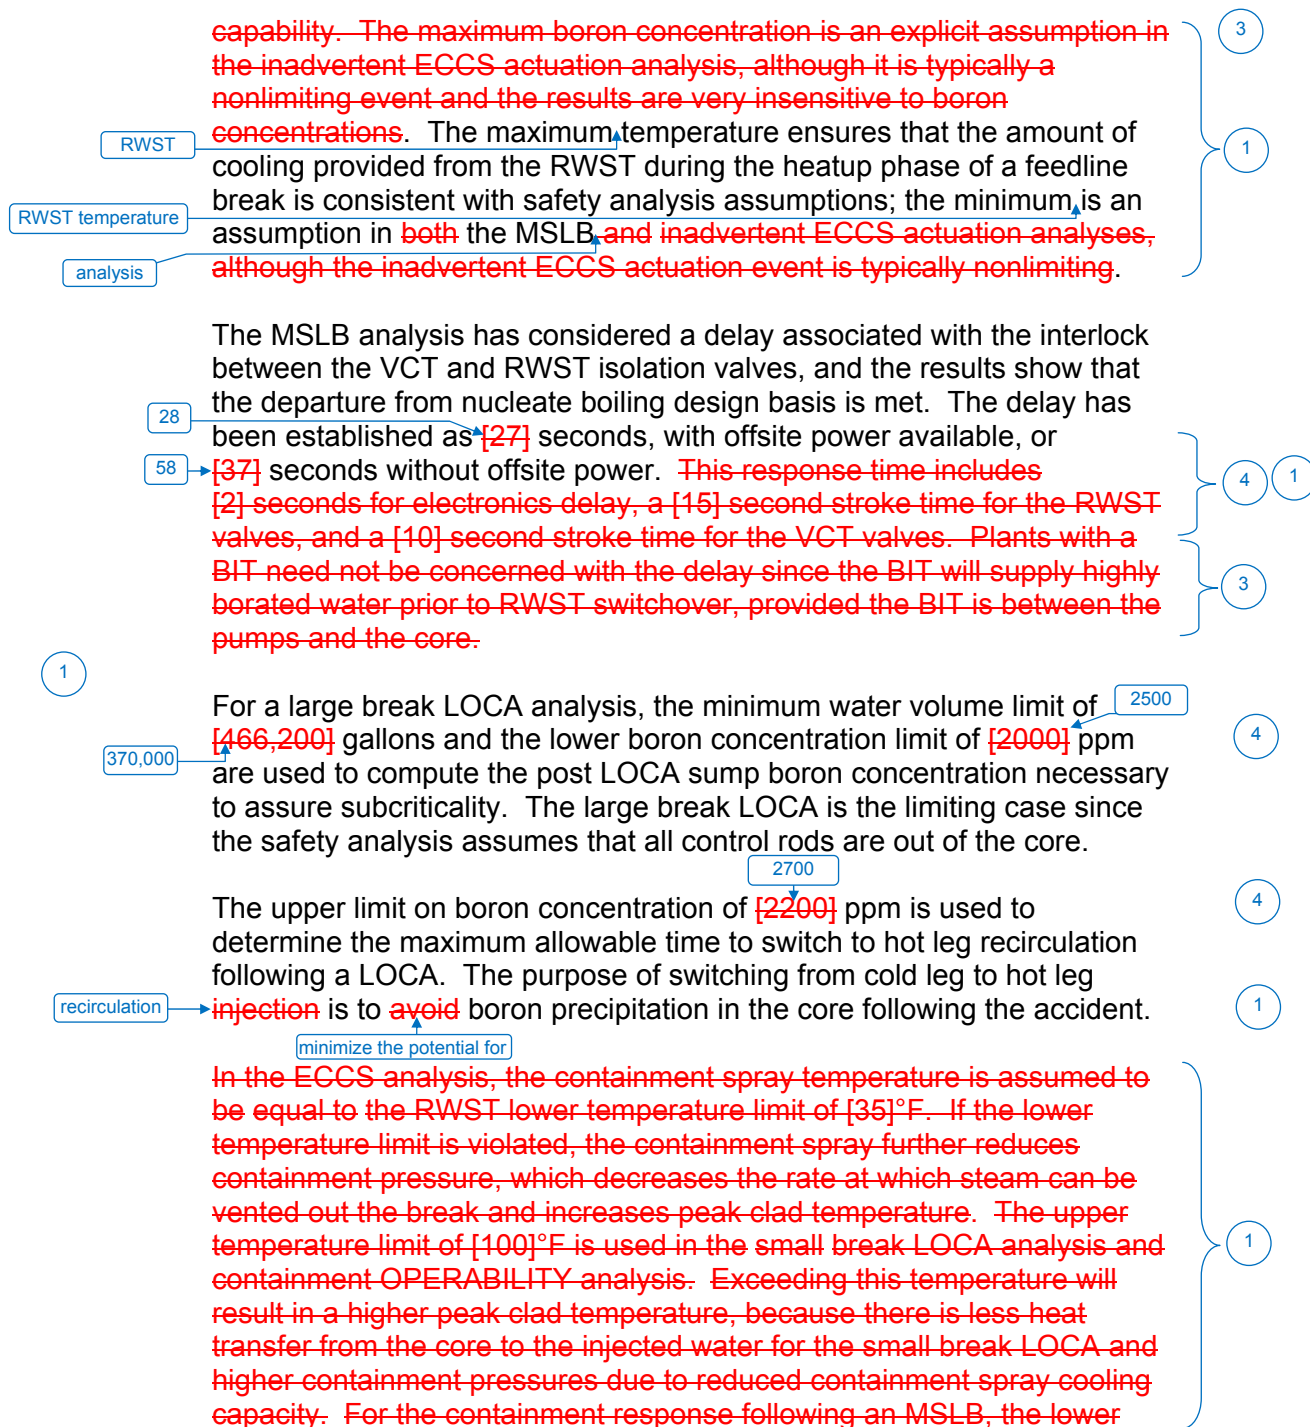 capability. The maximum boron concentration is an explicit assumption in
3
the inadvertent ECCS actuation analysis, although it is typically a
nonlimiting event and the results are very insensitive to boron
concentrations. The maximum temperature ensures that the amount of
RWST
1
cooling provided from the RWST during the heatup phase of a feedline
break is consistent with safety analysis assumptions; the minimum is an
RWST temperature
assumption in both the MSLB and inadvertent ECCS actuation analyses,
analysis
although the inadvertent ECCS actuation event is typically nonlimiting.
The MSLB analysis has considered a delay associated with the interlock
between the VCT and RWST isolation valves, and the results show that
the departure from nucleate boiling design basis is met. The delay has
28
been established as [27] seconds, with offsite power available, or
58
[37] seconds without offsite power. This response time includes
[2] seconds for electronics delay, a [15] second stroke time for the RWST
4 1
valves, and a [10] second stroke time for the VCT valves. Plants with a
BIT need not be concerned with the delay since the BIT will supply highly
3
borated water prior to RWST switchover, provided the BIT is between the
pumps and the core.
1
For a large break LOCA analysis, the minimum water volume limit of
2500
[466,200] gallons and the lower boron concentration limit of [2000] ppm
4
370,000
are used to compute the post LOCA sump boron concentration necessary
to assure subcriticality. The large break LOCA is the limiting case since
the safety analysis assumes that all control rods are out of the core.
2700
The upper limit on boron concentration of [2200] ppm is used to
4
determine the maximum allowable time to switch to hot leg recirculation
following a LOCA. The purpose of switching from cold leg to hot leg
recirculation
injection is to avoid boron precipitation in the core following the accident.
1
minimize the potential for
In the ECCS analysis, the containment spray temperature is assumed to
be equal to the RWST lower temperature limit of [35]°F. If the lower
temperature limit is violated, the containment spray further reduces
containment pressure, which decreases the rate at which steam can be
vented out the break and increases peak clad temperature. The upper
temperature limit of [100]°F is used in the small break LOCA analysis and
1
containment OPERABILITY analysis. Exceeding this temperature will
result in a higher peak clad temperature, because there is less heat
transfer from the core to the injected water for the small break LOCA and
higher containment pressures due to reduced containment spray cooling
capacity. For the containment response following an MSLB, the lower